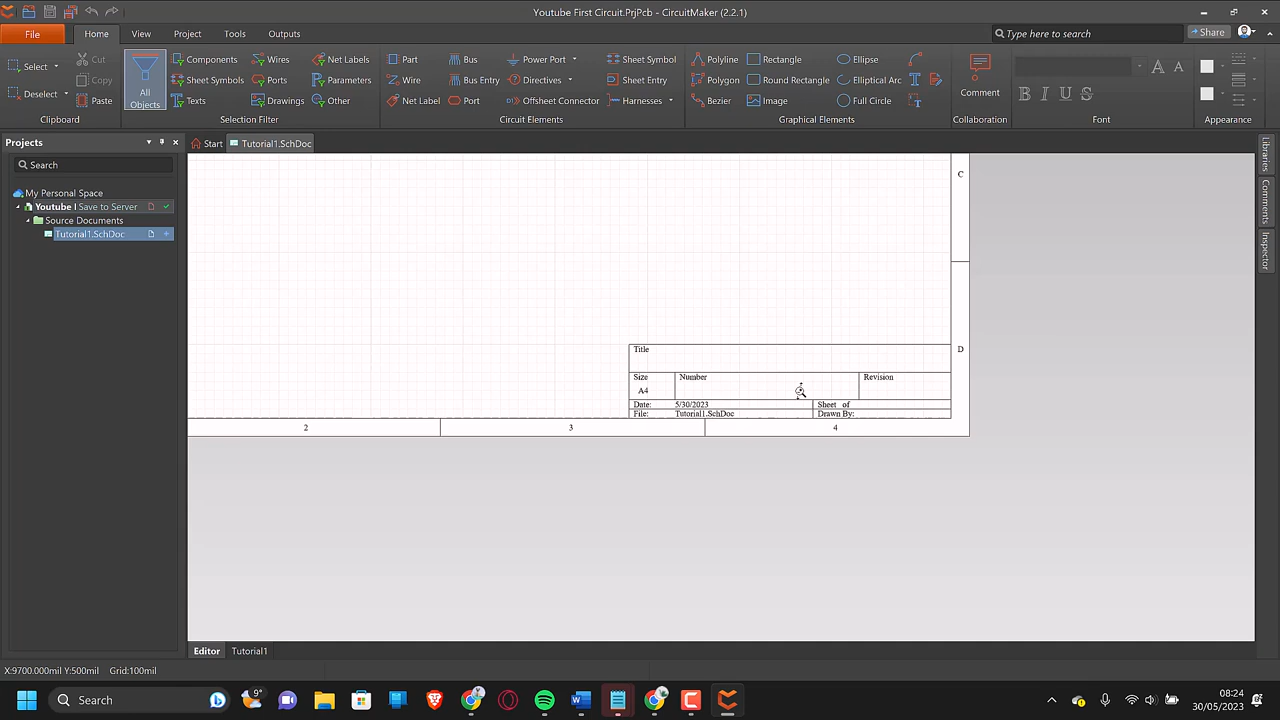 Youtube First Circuit.PrjPcb - CircuitMaker (2.2.1)
File Home View Project Tools Outputs Type here to search Share
Select Cut Components Wires Net Labels Part Bus Power Port Sheet Symbol Polyline Rectangle Ellipse
Copy All Objects Sheet Symbols Ports Parameters Wire Bus Entry Directives Sheet Entry Polygon Round Rectangle Elliptical Arc Comment
Deselect Paste Texts Drawings Other Net Label Port Offsheet Connector Harnesses Bezier Image Full Circle B I U S
Clipboard Selection Filter Circuit Elements Graphical Elements Collaboration Font Appearance
Projects Start Tutorial1.SchDoc
Search
My Personal Space
Youtube I Save to Server
Source Documents
Tutorial1.SchDoc
C
D
Title
Size Number Revision
A4
Date: 5/30/2023 Sheet of
File: Tutorial1.SchDoc Drawn By:
2 3 4
Libraries
Comments
Inspector
Editor Tutorial1
X:9700.000mil Y:500mil Grid:100mil
Search 9° 08:24
30/05/2023